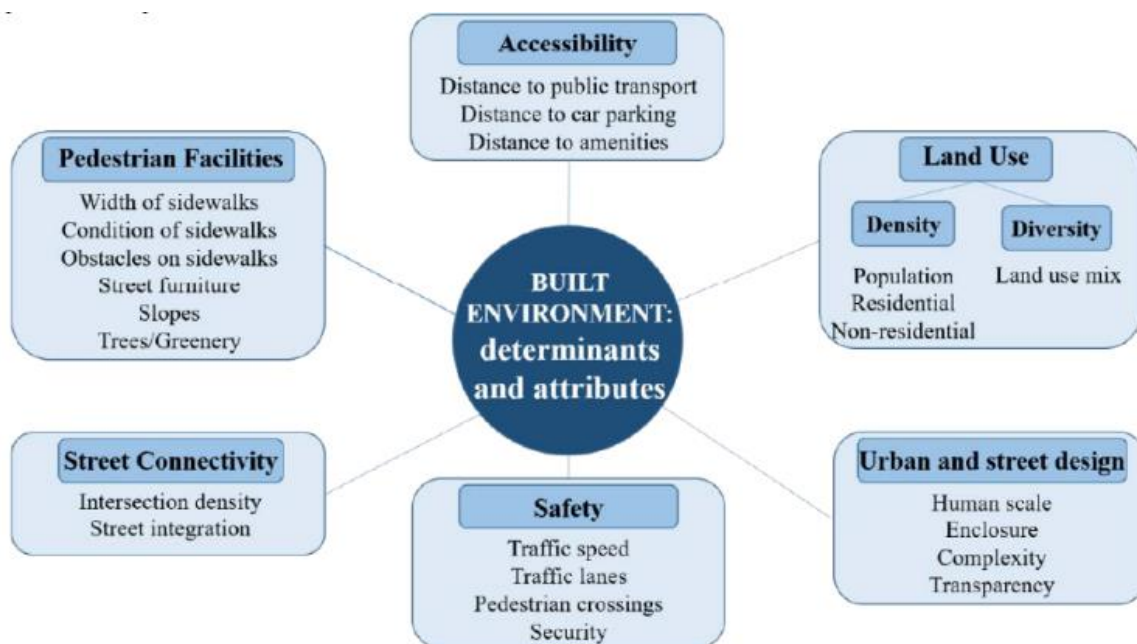 Accessibility
Distance to public transport
Distance to car parking
Distance to amenities
Pedestrian Facilities
Width of sidewalks
Condition of sidewalks
Obstacles on sidewalks
Street furniture
Slopes
Trees/Greenery
Land Use
Density
Population
Residential
Non-residential
Diversity
Land use mix
BUILT
ENVIRONMENT:
determinants
and attributes
Street Connectivity
Intersection density
Street integration
Safety
Traffic speed
Traffic lanes
Pedestrian crossings
Security
Urban and street design
Human scale
Enclosure
Complexity
Transparency